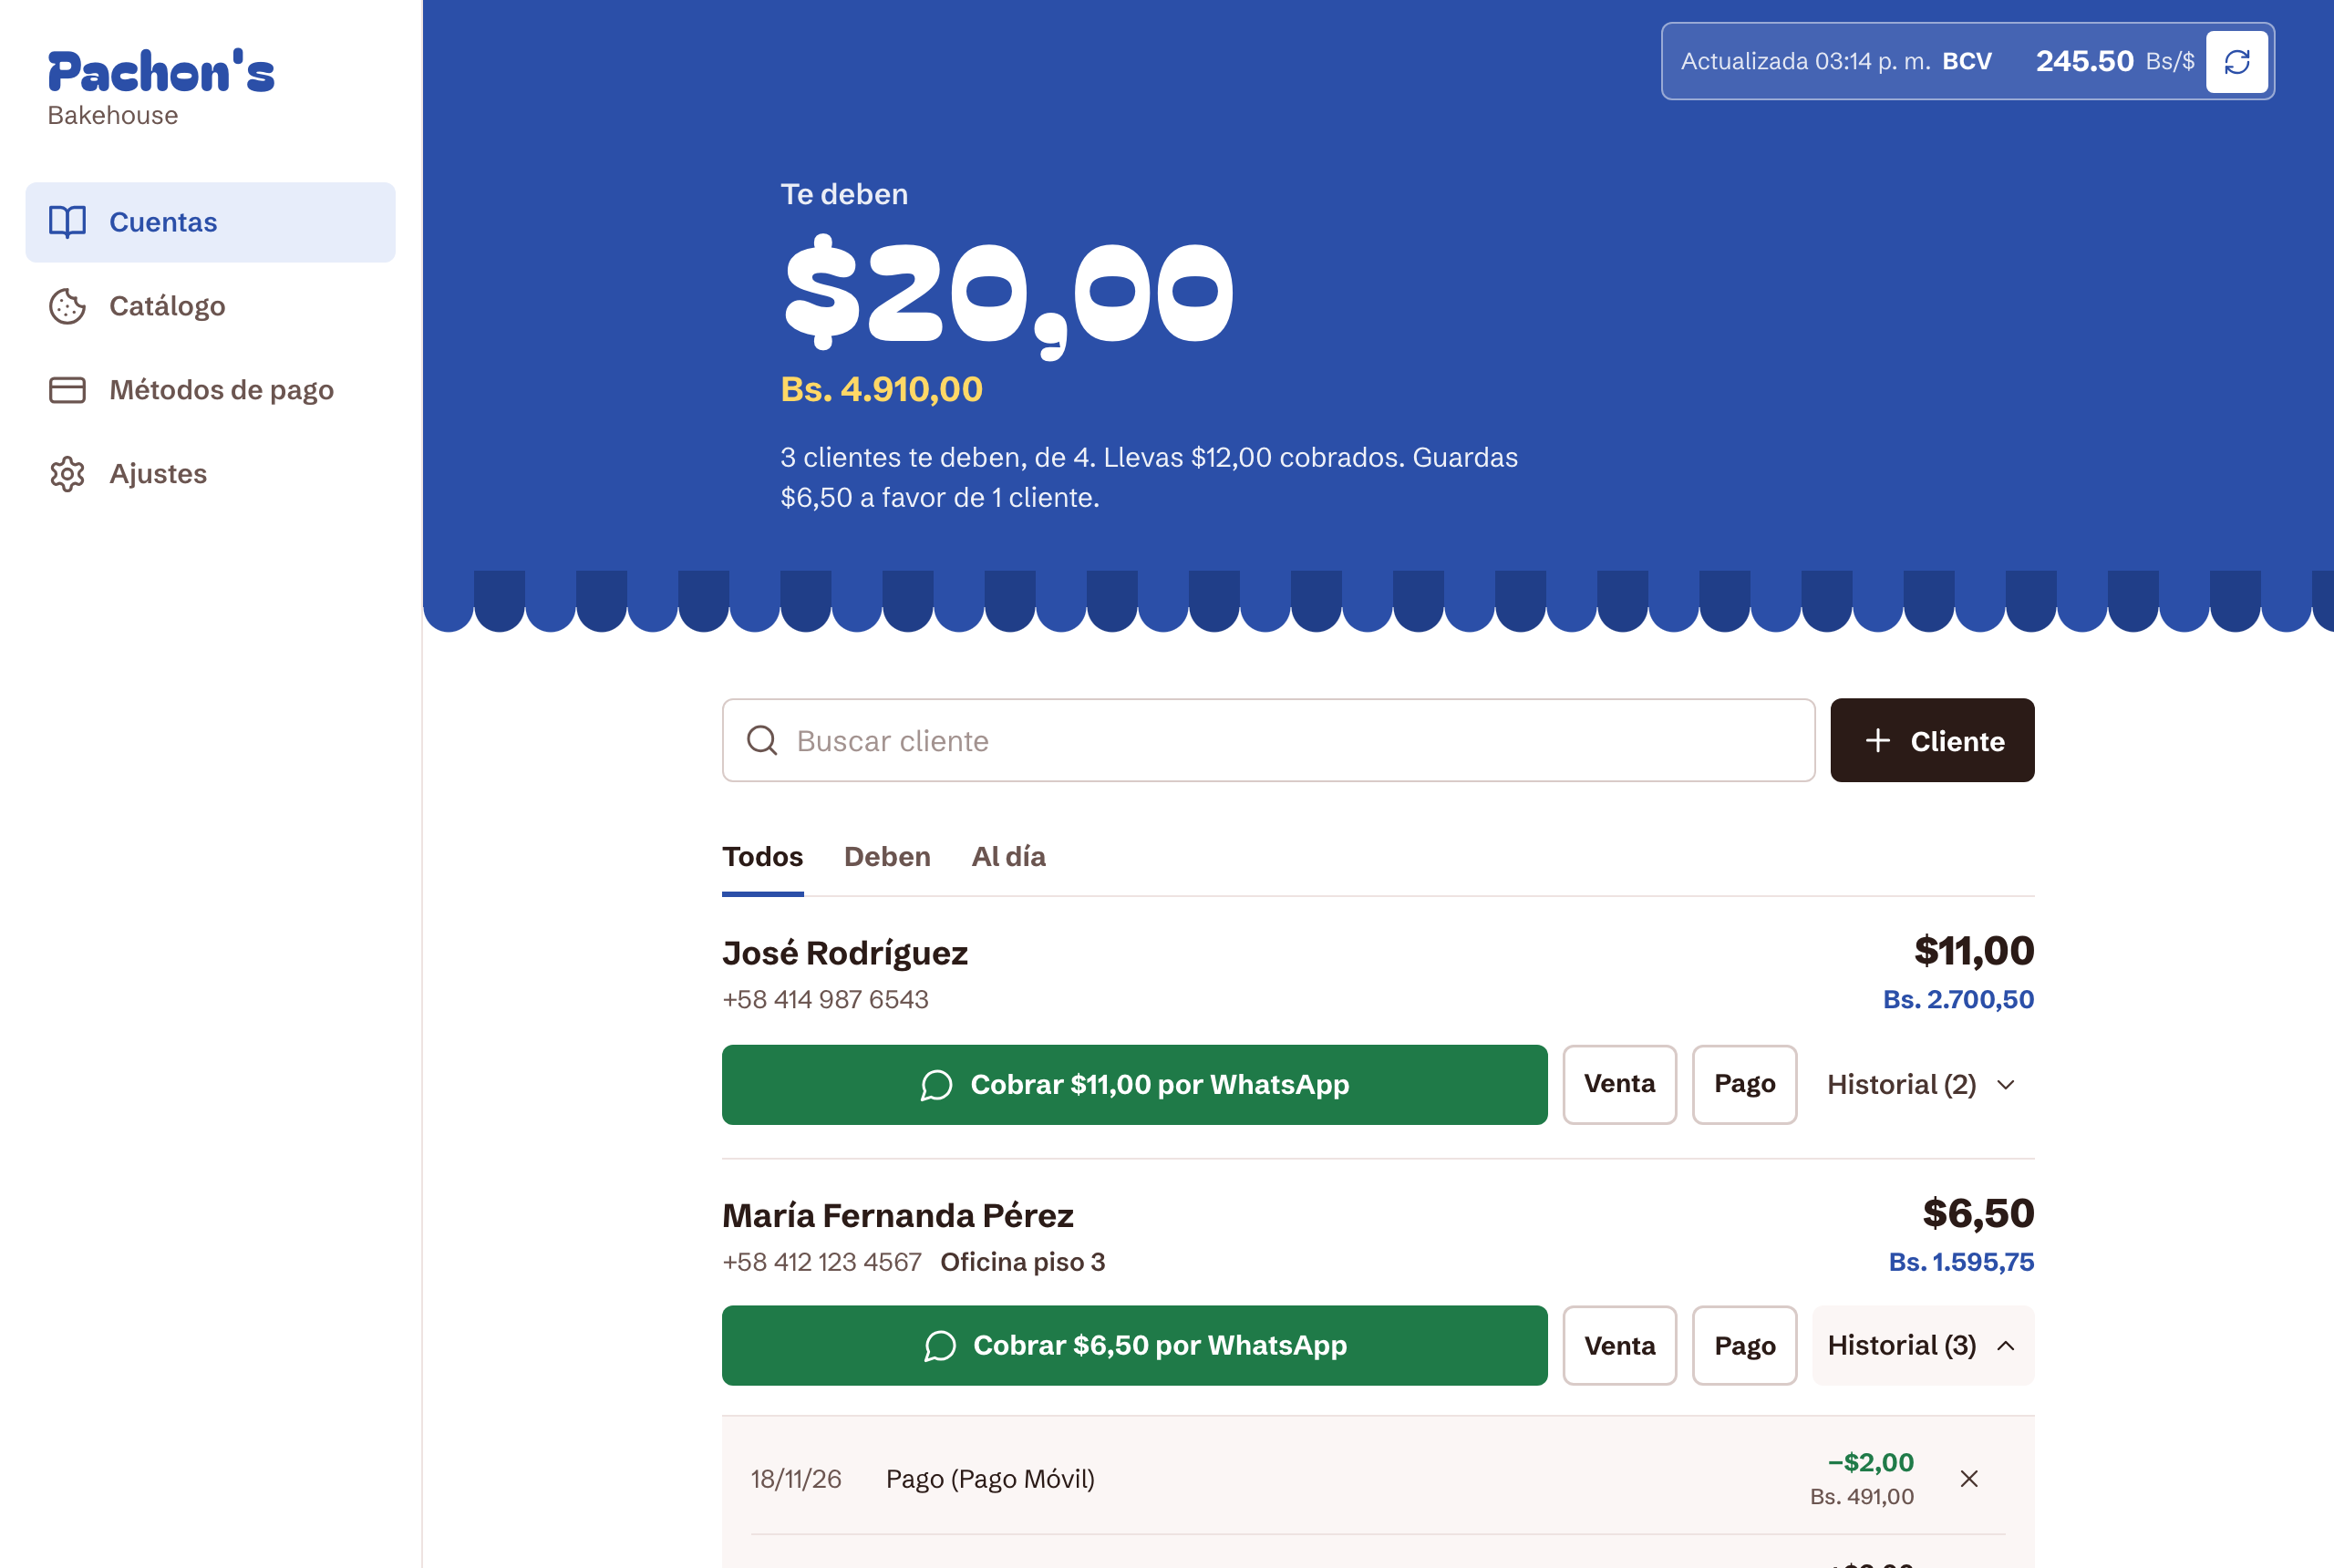 Pachon's
Bakehouse
Cuentas
Catálogo
Métodos de pago
Ajustes
Actualizada 03:14 p. m. BCV 245.50 Bs/$
Te deben
$20,00
Bs. 4.910,00
3 clientes te deben, de 4. Llevas $12,00 cobrados. Guardas
$6,50 a favor de 1 cliente.
Buscar cliente
Cliente
Todos Deben Al día
José Rodríguez $11,00
+58 414 987 6543 Bs. 2.700,50
Cobrar $11,00 por WhatsApp Venta Pago Historial (2)
María Fernanda Pérez $6,50
+58 412 123 4567 Oficina piso 3 Bs. 1.595,75
Cobrar $6,50 por WhatsApp Venta Pago Historial (3)
18/11/26 Pago (Pago Móvil) −$2,00
Bs. 491,00